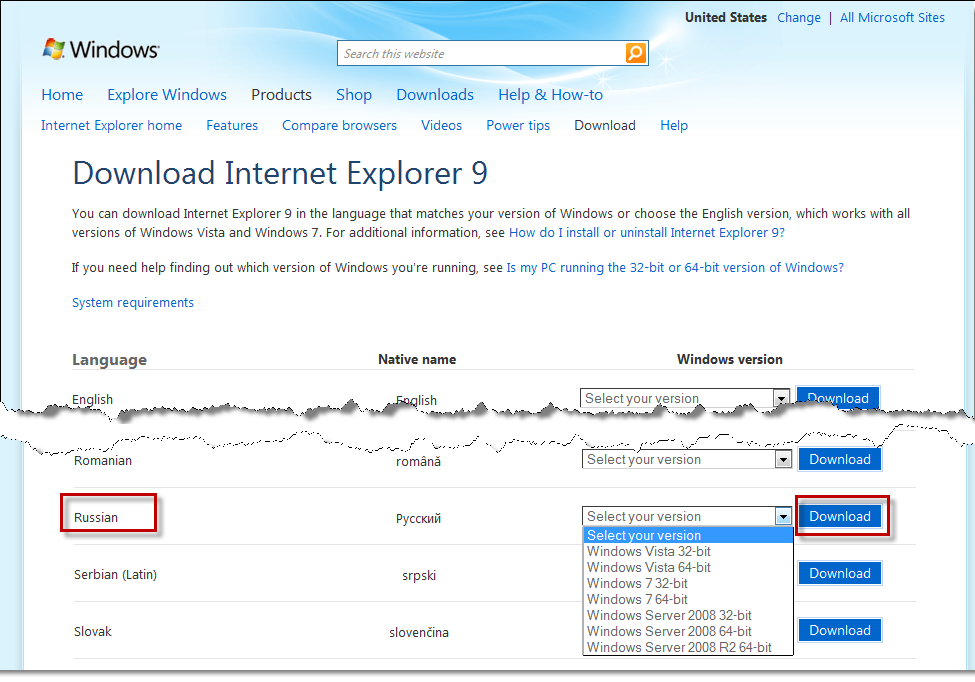 United States Change | All Microsoft Sites
Windows
Search this website
Home Explore Windows Products Shop Downloads Help & How-to
Internet Explorer home Features Compare browsers Videos Power tips Download Help
Download Internet Explorer 9
You can download Internet Explorer 9 in the language that matches your version of Windows or choose the English version, which works with all
versions of Windows Vista and Windows 7. For additional information, see How do I install or uninstall Internet Explorer 9?
If you need help finding out which version of Windows you're running, see Is my PC running the 32-bit or 64-bit version of Windows?
System requirements
Language Native name Windows version
English English Select your version Download
Romanian română Select your version Download
Russian Русский Select your version Download
Select your version
Windows Vista 32-bit
Windows Vista 64-bit
Serbian (Latin) srpski Download
Windows 7 32-bit
Windows 7 64-bit
Windows Server 2008 32-bit
Slovak slovenčina Windows Server 2008 64-bit Download
Windows Server 2008 R2 64-bit